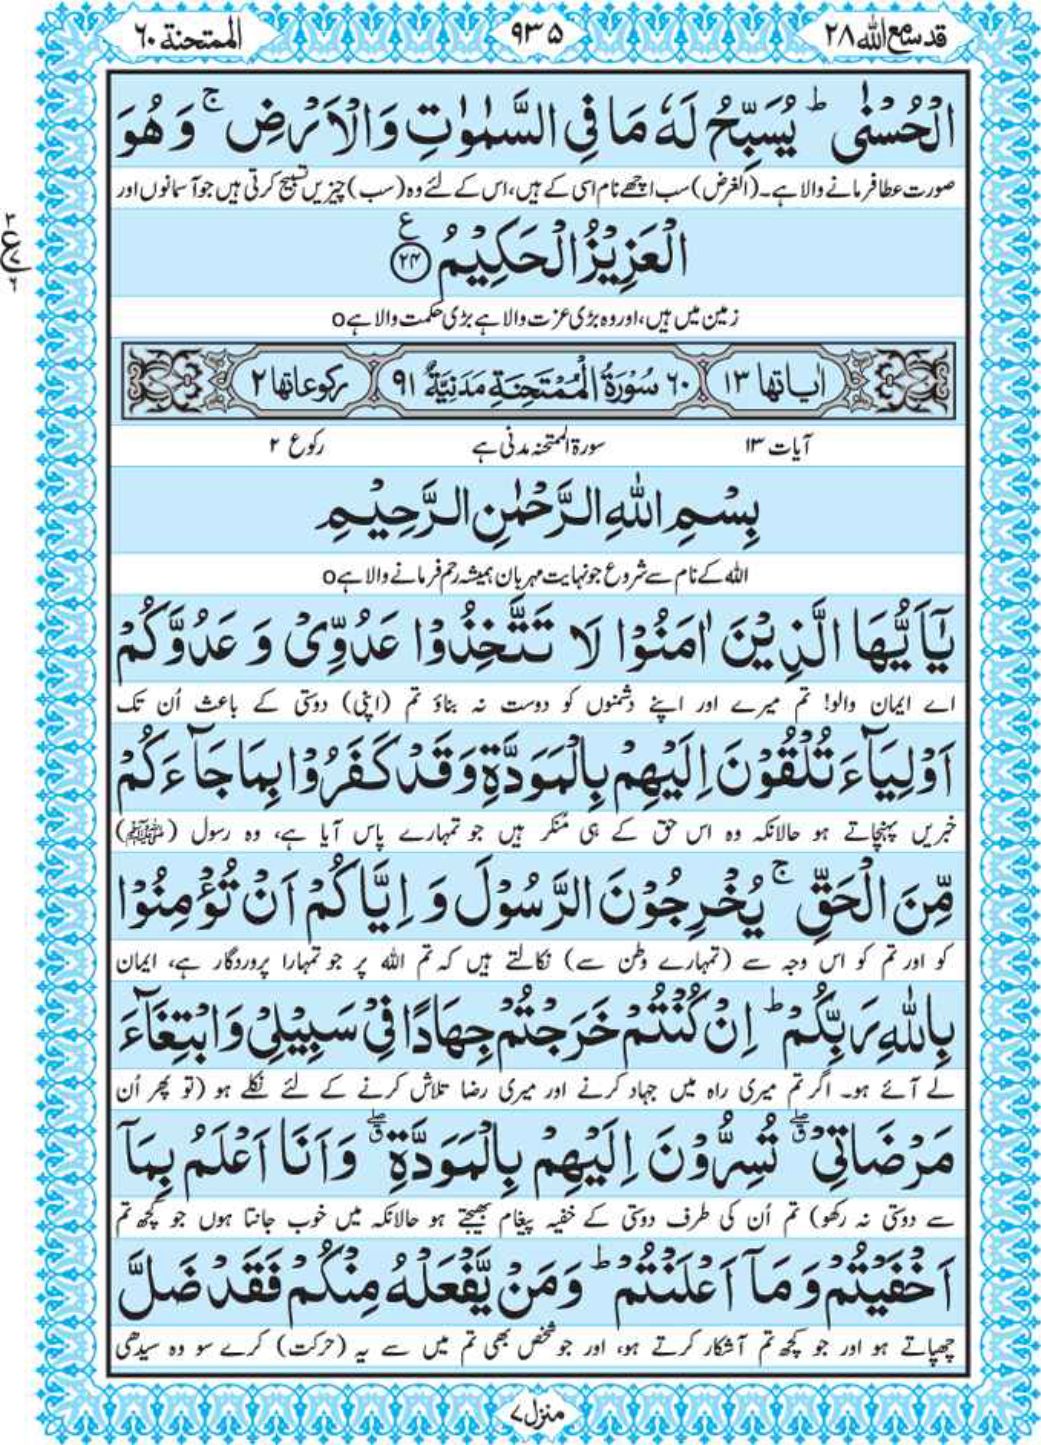 قد سمع الله ٢٨
٩٣٥
الممتحنة ٦٠
الْحُسْنٰى ؕ يُسَبِّحُ لَهٗ مَا فِى السَّمٰوٰتِ وَالْاَرْضِ ۚ وَ هُوَ
صورت عطا فرمانے والا ہے۔ (الغرض) سب اچھے نام اسی کے ہیں، اس کے لئے وہ (سب) چیزیں تسبیح کرتی ہیں جو آسمانوں اور
الْعَزِيْزُ الْحَكِيْمُ ۟ ﴿۲۴﴾ ع
زمین میں ہیں، اور وہ بڑی عزت والا ہے بڑی حکمت والا ہےo
۳
ع
۶
اٰیاتھا ١٣
٦٠ سُوْرَةُ الْمُمْتَحِنَةِ مَدَنِيَّةٌ ٩١
رکوعاتھا ٢
آیات ۱۳
سورۃ الممتحنہ مدنی ہے
رکوع ۲
بِسْمِ اللّٰهِ الرَّحْمٰنِ الرَّحِيْمِ
اللہ کے نام سے شروع جو نہایت مہربان ہمیشہ رحم فرمانے والا ہےo
يٰۤاَيُّهَا الَّذِيْنَ اٰمَنُوْا لَا تَتَّخِذُوْا عَدُوِّىْ وَ عَدُوَّكُمْ
اے ایمان والو! تم میرے اور اپنے دشمنوں کو دوست نہ بناؤ تم (اپنی) دوستی کے باعث اُن تک
اَوْلِيَآءَ تُلْقُوْنَ اِلَيْهِمْ بِالْمَوَدَّةِ وَقَدْ كَفَرُوْا بِمَا جَآءَكُمْ
خبریں پہنچاتے ہو حالانکہ وہ اس حق کے ہی مُنکر ہیں جو تمہارے پاس آیا ہے، وہ رسول (ﷺ)
مِّنَ الْحَقِّ ۚ يُخْرِجُوْنَ الرَّسُوْلَ وَ اِيَّاكُمْ اَنْ تُؤْمِنُوْا
کو اور تم کو اس وجہ سے (تمہارے وطن سے) نکالتے ہیں کہ تم اللہ پر جو تمہارا پروردگار ہے، ایمان
بِاللّٰهِ رَبِّكُمْ ؕ اِنْ كُنْتُمْ خَرَجْتُمْ جِهَادًا فِىْ سَبِيْلِىْ وَابْتِغَآءَ
لے آئے ہو۔ اگر تم میری راہ میں جہاد کرنے اور میری رضا تلاش کرنے کے لئے نکلے ہو (تو پھر اُن
مَرْضَاتِىْ ۖۗ تُسِرُّوْنَ اِلَيْهِمْ بِالْمَوَدَّةِ ۖۗ وَاَنَا اَعْلَمُ بِمَاۤ
سے دوستی نہ رکھو) تم اُن کی طرف دوستی کے خفیہ پیغام بھیجتے ہو حالانکہ میں خوب جانتا ہوں جو کچھ تم
اَخْفَيْتُمْ وَ مَاۤ اَعْلَنْتُمْ ؕ وَمَنْ يَّفْعَلْهُ مِنْكُمْ فَقَدْ ضَلَّ
چھپاتے ہو اور جو کچھ تم آشکار کرتے ہو، اور جو شخص بھی تم میں سے یہ (حرکت) کرے سو وہ سیدھی
منزل ٧